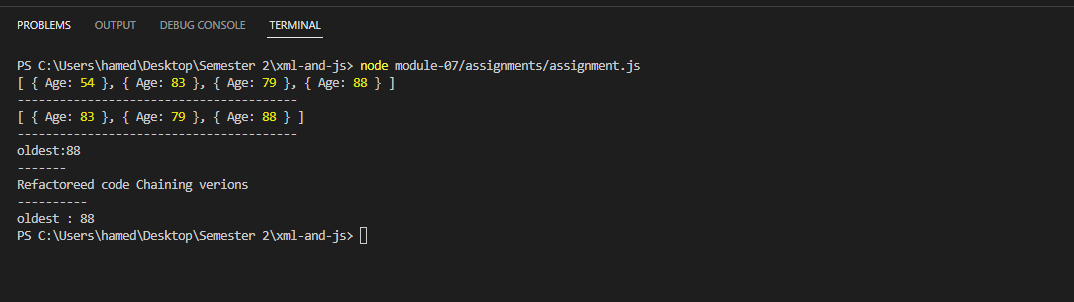 PROBLEMS OUTPUT DEBUG CONSOLE TERMINAL
PS C:\Users\hamed\Desktop\Semester 2\xml-and-js> node module-07/assignments/assignment.js
[ { Age: 54 }, { Age: 83 }, { Age: 79 }, { Age: 88 } ]
----------------------------------------
[ { Age: 83 }, { Age: 79 }, { Age: 88 } ]
----------------------------------------
oldest:88
-------
Refactoreed code Chaining verions
----------
oldest : 88
PS C:\Users\hamed\Desktop\Semester 2\xml-and-js>